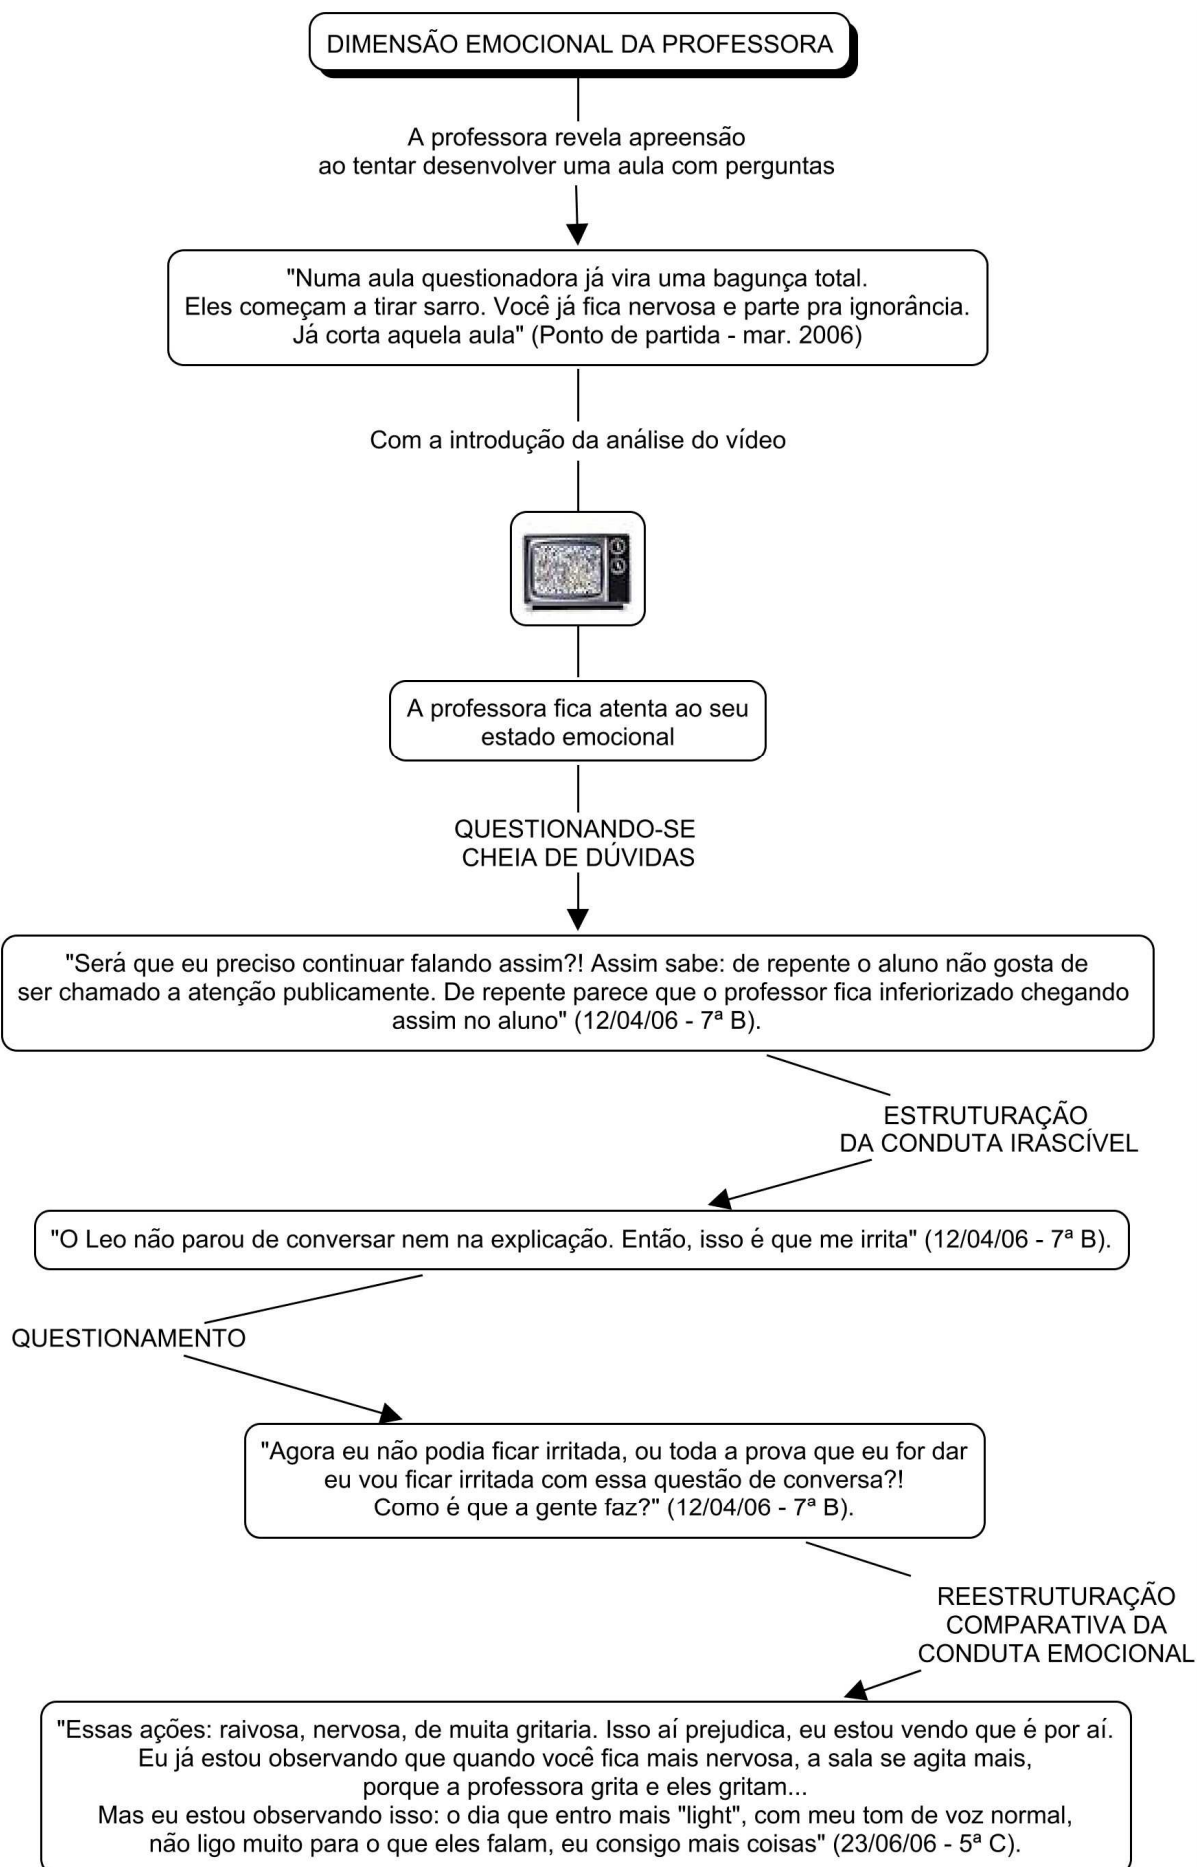 DIMENSÃO EMOCIONAL DA PROFESSORA
A professora revela apreensão
ao tentar desenvolver uma aula com perguntas
"Numa aula questionadora já vira uma bagunça total.
Eles começam a tirar sarro. Você já fica nervosa e parte pra ignorância.
Já corta aquela aula" (Ponto de partida - mar. 2006)
Com a introdução da análise do vídeo
A professora fica atenta ao seu
estado emocional
QUESTIONANDO-SE
CHEIA DE DÚVIDAS
"Será que eu preciso continuar falando assim?! Assim sabe: de repente o aluno não gosta de
ser chamado a atenção publicamente. De repente parece que o professor fica inferiorizado chegando
assim no aluno" (12/04/06 - 7ª B).
ESTRUTURAÇÃO
DA CONDUTA IRASCÍVEL
"O Leo não parou de conversar nem na explicação. Então, isso é que me irrita" (12/04/06 - 7ª B).
QUESTIONAMENTO
"Agora eu não podia ficar irritada, ou toda a prova que eu for dar
eu vou ficar irritada com essa questão de conversa?!
Como é que a gente faz?" (12/04/06 - 7ª B).
REESTRUTURAÇÃO
COMPARATIVA DA
CONDUTA EMOCIONAL
"Essas ações: raivosa, nervosa, de muita gritaria. Isso aí prejudica, eu estou vendo que é por aí.
Eu já estou observando que quando você fica mais nervosa, a sala se agita mais,
porque a professora grita e eles gritam...
Mas eu estou observando isso: o dia que entro mais "light", com meu tom de voz normal,
não ligo muito para o que eles falam, eu consigo mais coisas" (23/06/06 - 5ª C).